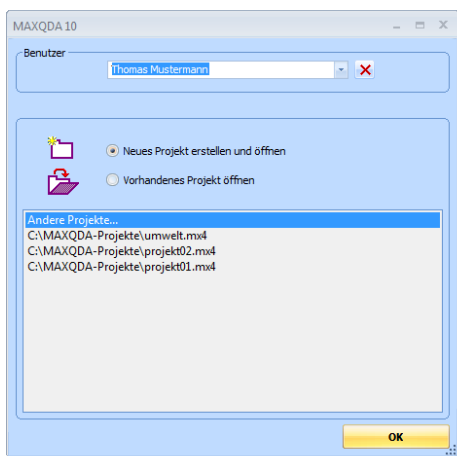 MAXQDA 10
Benutzer
Thomas Mustermann
Neues Projekt erstellen und öffnen
Vorhandenes Projekt öffnen
Andere Projekte...
C:\MAXQDA-Projekte\umwelt.mx4
C:\MAXQDA-Projekte\projekt02.mx4
C:\MAXQDA-Projekte\projekt01.mx4
OK